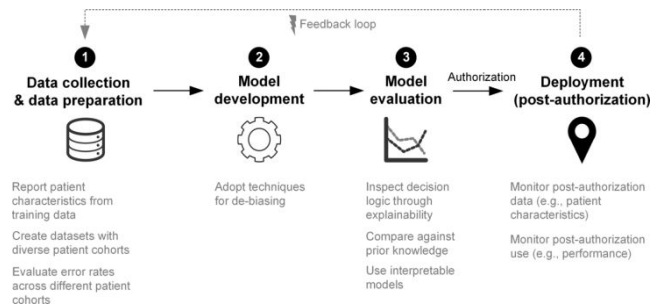 Feedback loop
1
Data collection
& data preparation
2
Model
development
3
Model
evaluation
Authorization
4
Deployment
(post-authorization)
Report patient
characteristics from
training data
Create datasets with
diverse patient cohorts
Evaluate error rates
across different patient
cohorts
Adopt techniques
for de-biasing
Inspect decision
logic through
explainability
Compare against
prior knowledge
Use interpretable
models
Monitor post-authorization
data (e.g., patient
characteristics)
Monitor post-authorization
use (e.g., performance)